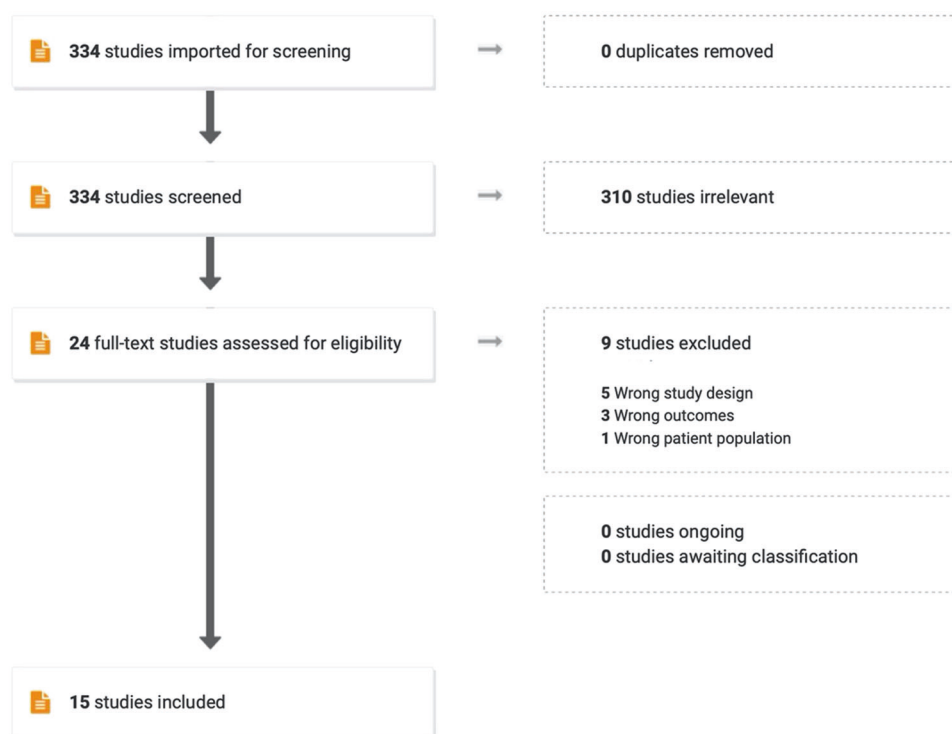 334 studies imported for screening
0 duplicates removed
334 studies screened
310 studies irrelevant
24 full-text studies assessed for eligibility
9 studies excluded
5 Wrong study design
3 Wrong outcomes
1 Wrong patient population
0 studies ongoing
0 studies awaiting classification
15 studies included